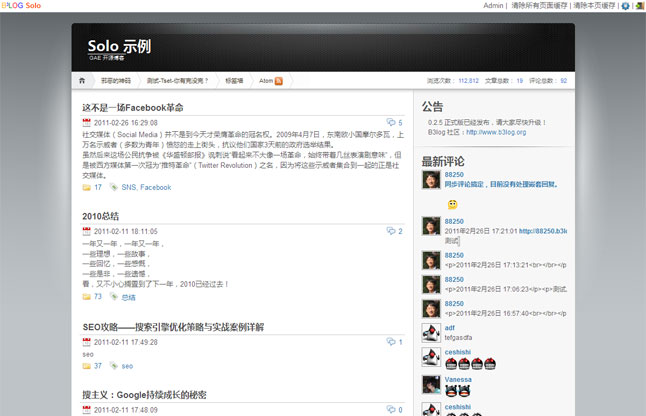 B3LOG Solo
Admin | 清除所有页面缓存 | 清除本页缓存 |
Solo 示例
GAE 开源博客
邪恶的神码 测试-Test-你有完没完? 标签墙 Atom 浏览次数: 112,812 文章总数: 19 评论总数: 92
这不是一场Facebook革命
2011-02-26 16:29:08 5
社交媒体(Social Media)并不是到今天才荣膺革命的冠名权。2009年4月7日,东南欧小国摩尔多瓦,上
万名示威者(多数为青年)愤怒的走上街头,抗议他们国家3天前的政府选举结果。
虽然后来这场公民抗争被《华盛顿邮报》说刺说“看起来不大像一场革命,始终带着几丝表演剧意味”,但
是被西方媒体第一次冠为“推特革命”(Twitter Revolution)之名,因为将这些示威者集合到一起的正是社
交媒体。
17 SNS, Facebook
2010总结
2011-02-11 18:11:05 2
一年又一年,一年又一年,
一些理想,一些故事,
一些回忆,一些感慨,
一些是非,一些遗憾,
看,又不小心搁置到了下一年,2010已经过去!
73 总结
SEO攻略——搜索引擎优化策略与实战案例详解
2011-02-11 17:49:28 1
seo
37 seo
搜主义:Google持续成长的秘密
2011-02-11 17:48:09 0
公告
0.2.5 正式版已经发布,请大家尽快升级!
B3log 社区:http://www.b3log.org
最新评论
88250
同步评论搞定,目前没有处理嵌套回复。
88250
2011年2月26日 17:21:01 http://88250.b3k
测试
88250
<p>2011年2月26日 17:13:21<br></br></p
88250
<p>2011年2月26日 17:06:23</p><p>测试.
88250
<p>2011年2月26日 16:57:40<br></br></p
adf
tefgasdfa
ceshishi
Vanessa
ceshishi